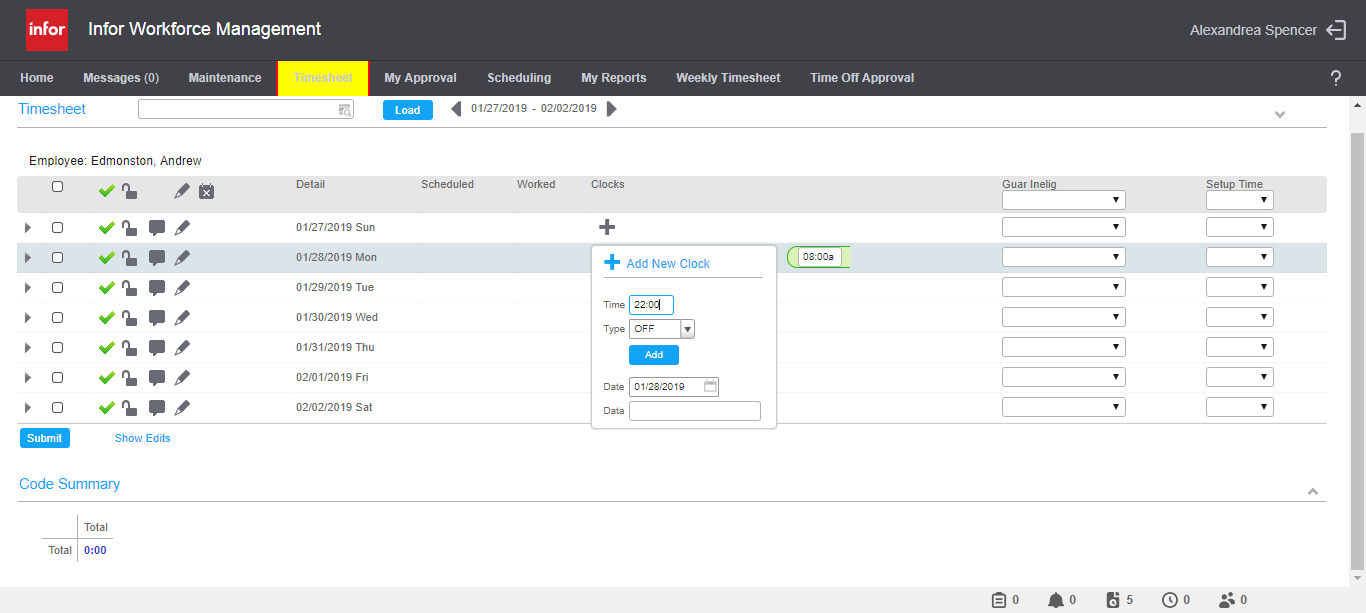 infor Infor Workforce Management Alexandrea Spencer
Home Messages (0) Maintenance Timesheet My Approval Scheduling My Reports Weekly Timesheet Time Off Approval ?
Timesheet Load 01/27/2019 - 02/02/2019
Employee: Edmonston, Andrew
Detail Scheduled Worked Clocks Guar Inelig Setup Time
01/27/2019 Sun
01/28/2019 Mon 08:00a
01/29/2019 Tue
01/30/2019 Wed
01/31/2019 Thu
02/01/2019 Fri
02/02/2019 Sat
Add New Clock
Time 22:00
Type OFF
Add
Date 01/28/2019
Data
Submit Show Edits
Code Summary
Total
Total 0:00
0 0 5 0 0